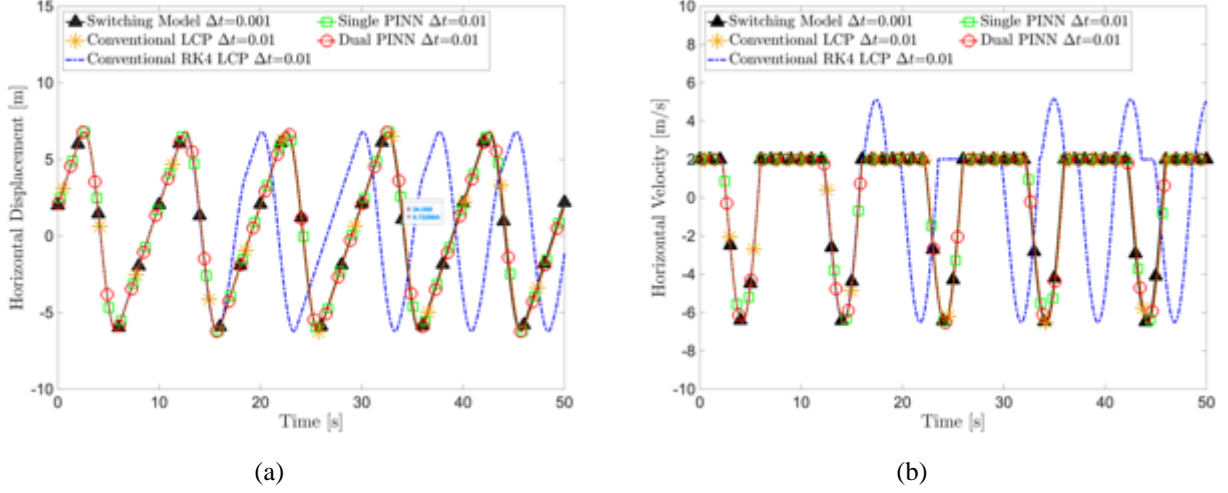 Switching Model Δt=0.001 Single PINN Δt=0.01
Conventional LCP Δt=0.01 Dual PINN Δt=0.01
Conventional RK4 LCP Δt=0.01
15
10
5
0
-5
-10
Horizontal Displacement [m]
0 10 20 30 40 50
Time [s]
(a)
Switching Model Δt=0.001 Single PINN Δt=0.01
Conventional LCP Δt=0.01 Dual PINN Δt=0.01
Conventional RK4 LCP Δt=0.01
10
8
6
4
2
0
-2
-4
-6
-8
-10
Horizontal Velocity [m/s]
0 10 20 30 40 50
Time [s]
(b)